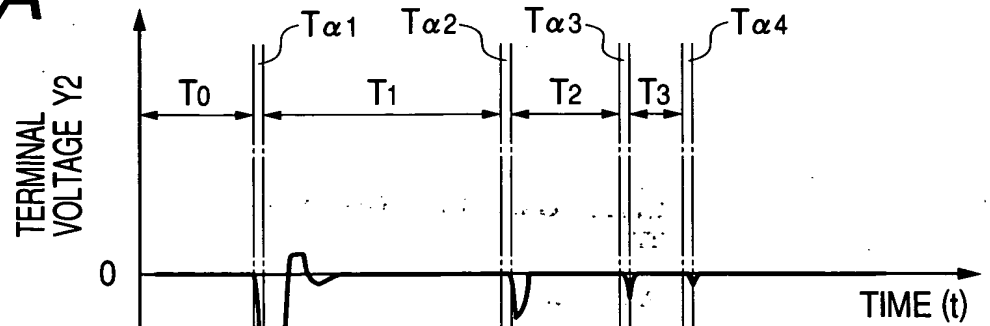 A
Tα1
Tα2
Tα3
Tα4
T0
T1
T2
T3
TERMINAL
VOLTAGE Y2
0
TIME (t)